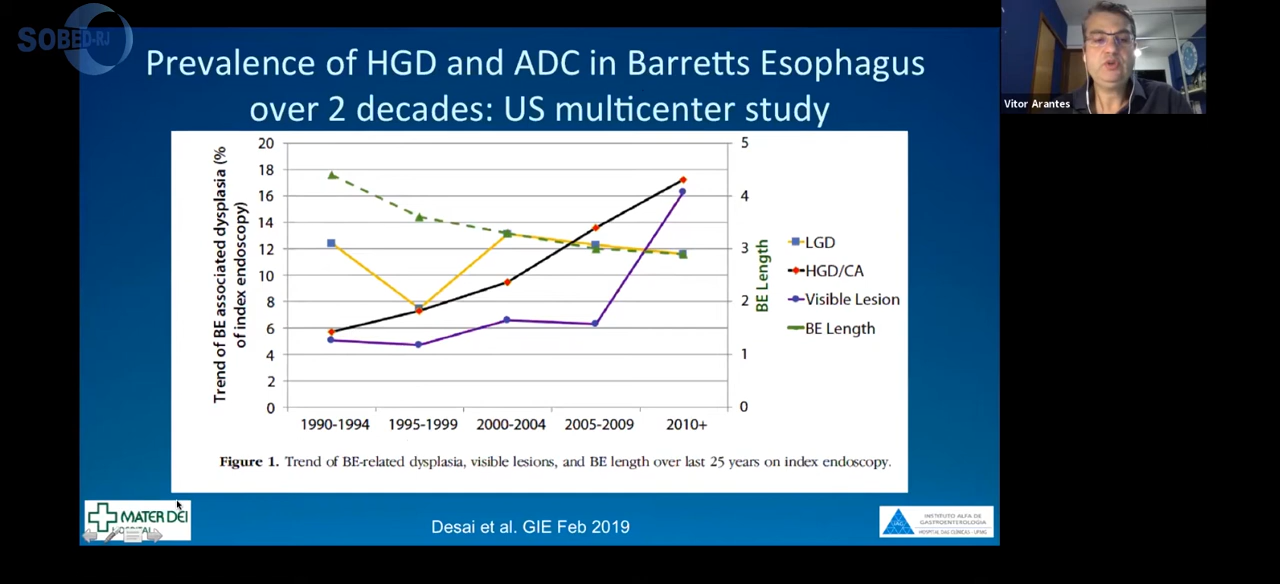 SOBED-RJ
Prevalence of HGD and ADC in Barretts Esophagus
over 2 decades: US multicenter study
Vitor Arantes
Trend of BE associated dysplasia (%
of index endoscopy)
20
18
16
14
12
10
8
6
4
2
0
5
4
3
2
1
0
BE Length
1990-1994
1995-1999
2000-2004
2005-2009
2010+
LGD
HGD/CA
Visible Lesion
BE Length
Figure 1. Trend of BE-related dysplasia, visible lesions, and BE length over last 25 years on index endoscopy.
MATER DEI
HOSPITAL
Desai et al. GIE Feb 2019
INSTITUTO ALFA DE
GASTROENTEROLOGIA
HOSPITAL DAS CLÍNICAS - UFMG